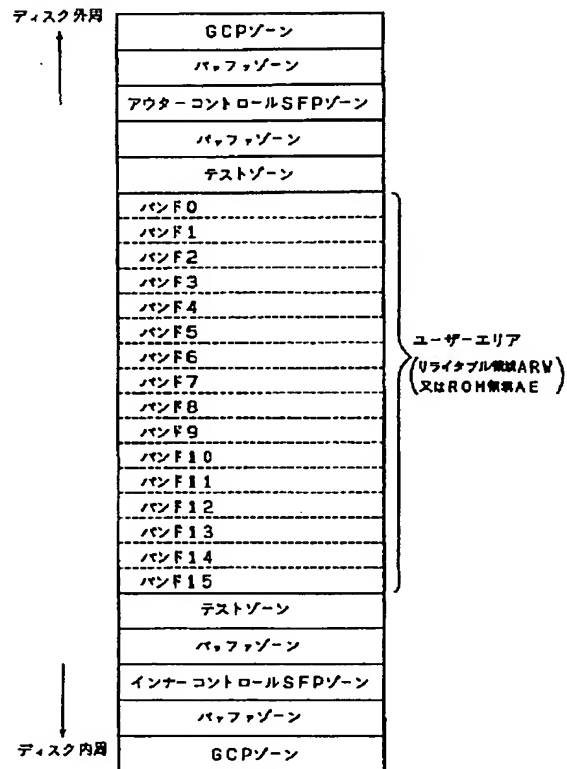 ディスク外周
GCPゾーン
バッファゾーン
アウターコントロールSFPゾーン
バッファゾーン
テストゾーン
バンド0
バンド1
バンド2
バンド3
バンド4
バンド5
バンド6
バンド7
バンド8
バンド9
バンド10
バンド11
バンド12
バンド13
バンド14
バンド15
ユーザーエリア
(リライタブル領域ARW
又はROM領域AE)
テストゾーン
バッファゾーン
インナーコントロールSFPゾーン
バッファゾーン
GCPゾーン
ディスク内周